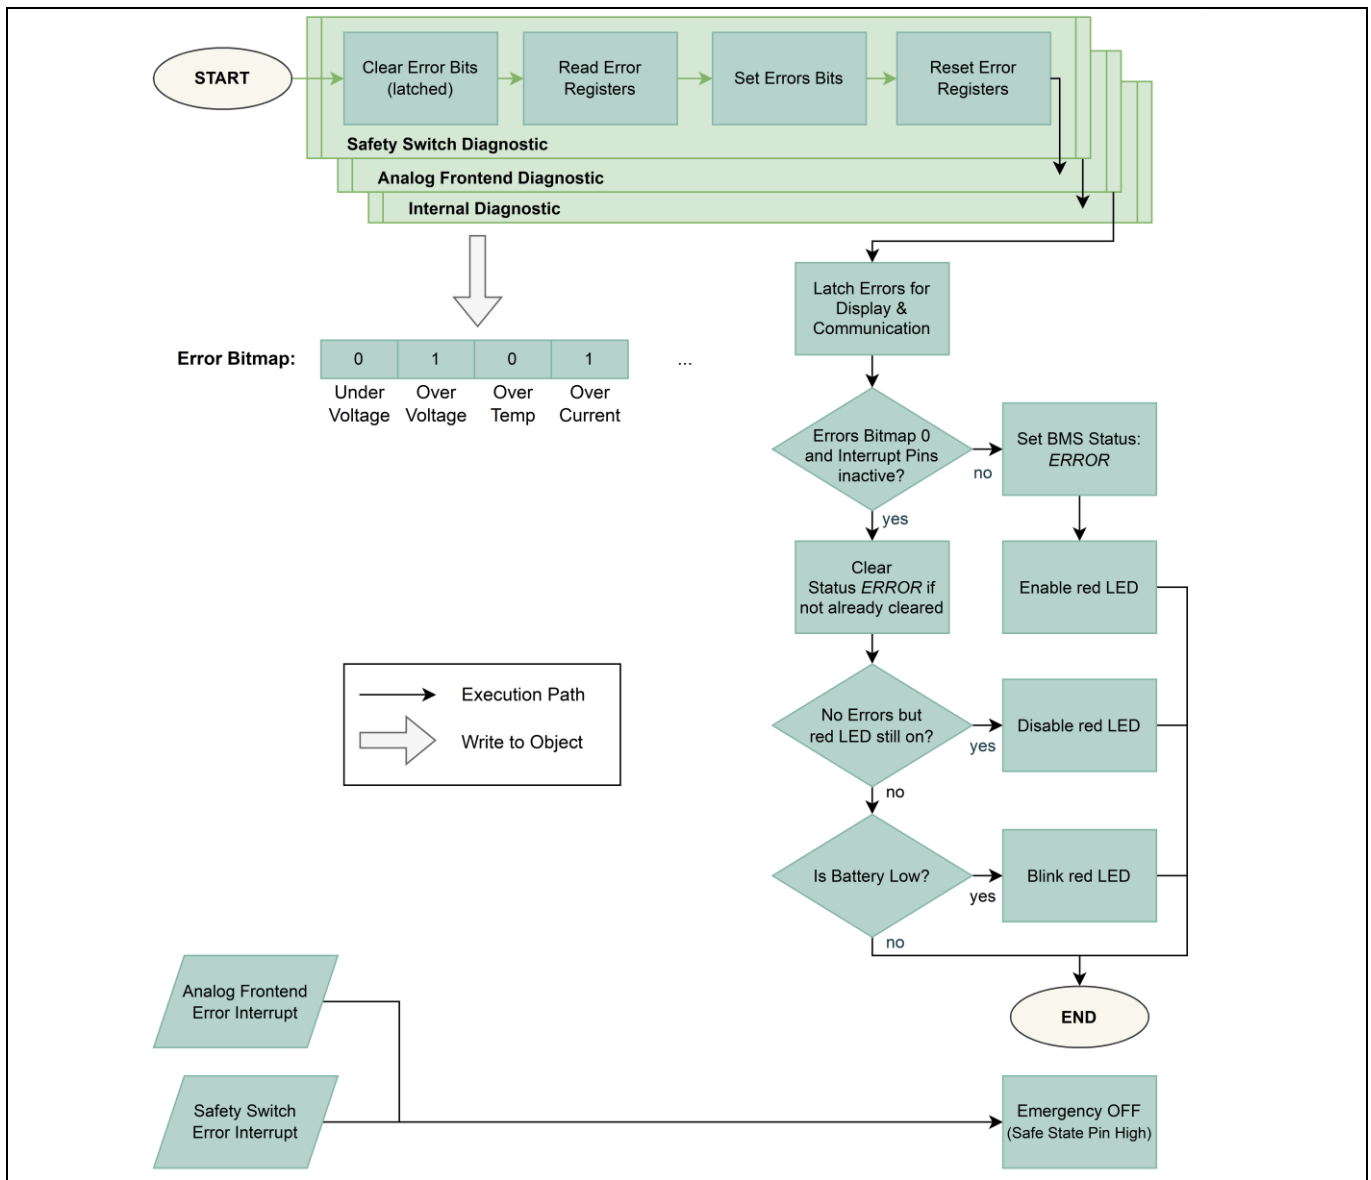 START
Clear Error Bits
(latched)
Read Error
Registers
Set Errors Bits
Reset Error
Registers
Safety Switch Diagnostic
Analog Frontend Diagnostic
Internal Diagnostic
Latch Errors for
Display &
Communication
Error Bitmap:
0
1
0
1
...
Under
Voltage
Over
Voltage
Over
Temp
Over
Current
Errors Bitmap 0
and Interrupt Pins
inactive?
no
Set BMS Status:
ERROR
yes
Clear
Status ERROR if
not already cleared
Enable red LED
Execution Path
Write to Object
No Errors but
red LED still on?
yes
Disable red LED
no
Is Battery Low?
yes
Blink red LED
no
Analog Frontend
Error Interrupt
END
Safety Switch
Error Interrupt
Emergency OFF
(Safe State Pin High)